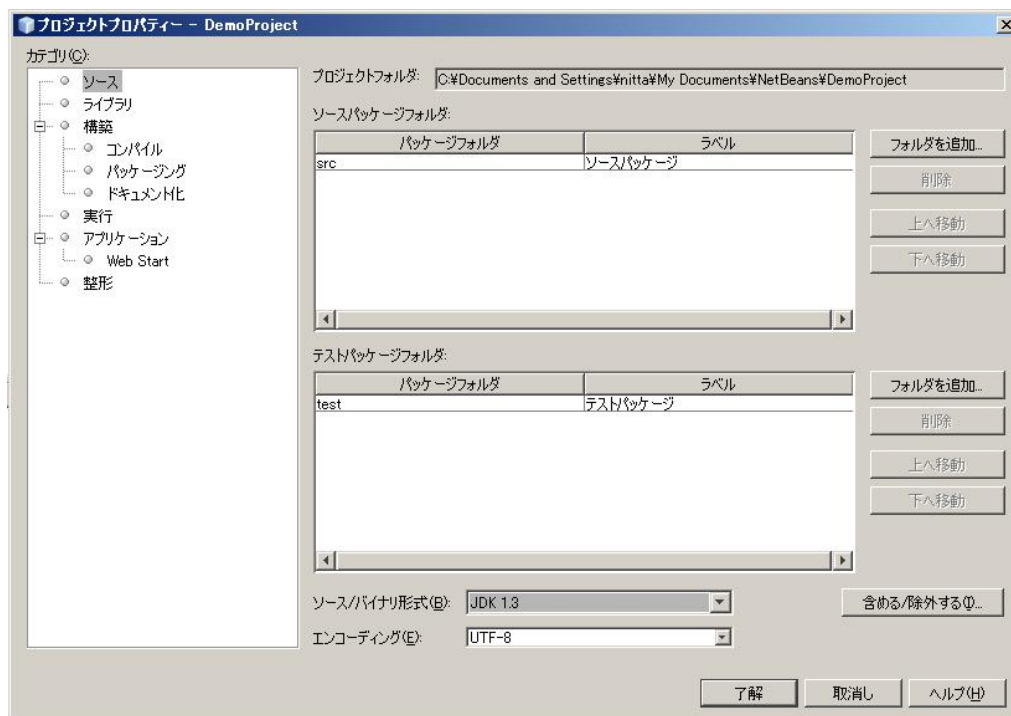 プロジェクトプロパティー - DemoProject
カテゴリ(C):
ソース
ライブラリ
構築
コンパイル
パッケージング
ドキュメント化
実行
アプリケーション
Web Start
整形
プロジェクトフォルダ: C:¥Documents and Settings¥nitta¥My Documents¥NetBeans¥DemoProject
ソースパッケージフォルダ:
パッケージフォルダ ラベル
src ソースパッケージ
フォルダを追加...
削除
上へ移動
下へ移動
テストパッケージフォルダ:
パッケージフォルダ ラベル
test テストパッケージ
フォルダを追加...
削除
上へ移動
下へ移動
ソース/バイナリ形式(B): JDK 1.3 含める/除外する(I)...
エンコーディング(E): UTF-8
了解 取消し ヘルプ(H)